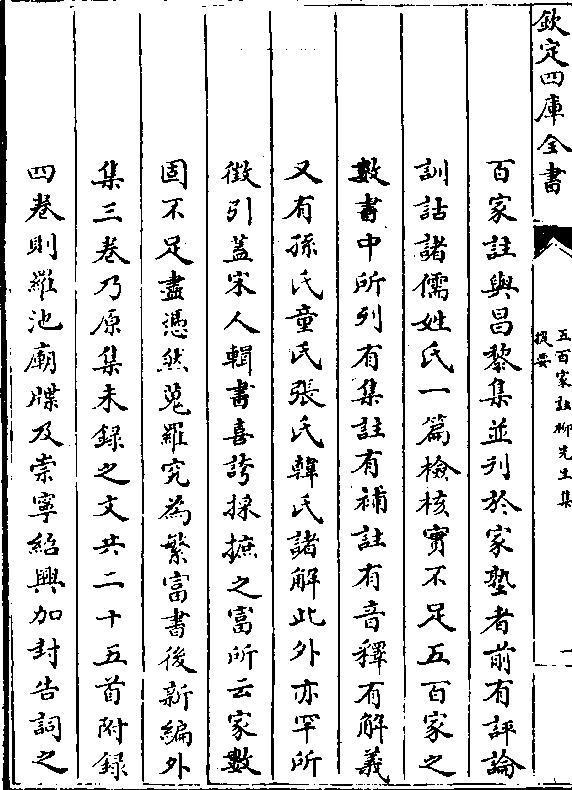 欽定四庫全書
五百家註柳先生集
提要
一
百家註與昌黎集並刋於家塾者前有評論
訓詁諸儒姓氏一篇檢核實不足五百家之
數書中所列有集註有補註有音釋有解義
又有孫氏童氏張氏韓氏諸解此外亦罕所
徴引蓋宋人輯書喜誇採摭之富所云家數
固不足盡憑然蒐羅究為繁富書後新編外
集三卷乃原集未録之文共二十五首附録
四卷則羅池廟牒及崇寧紹興加封告詞之